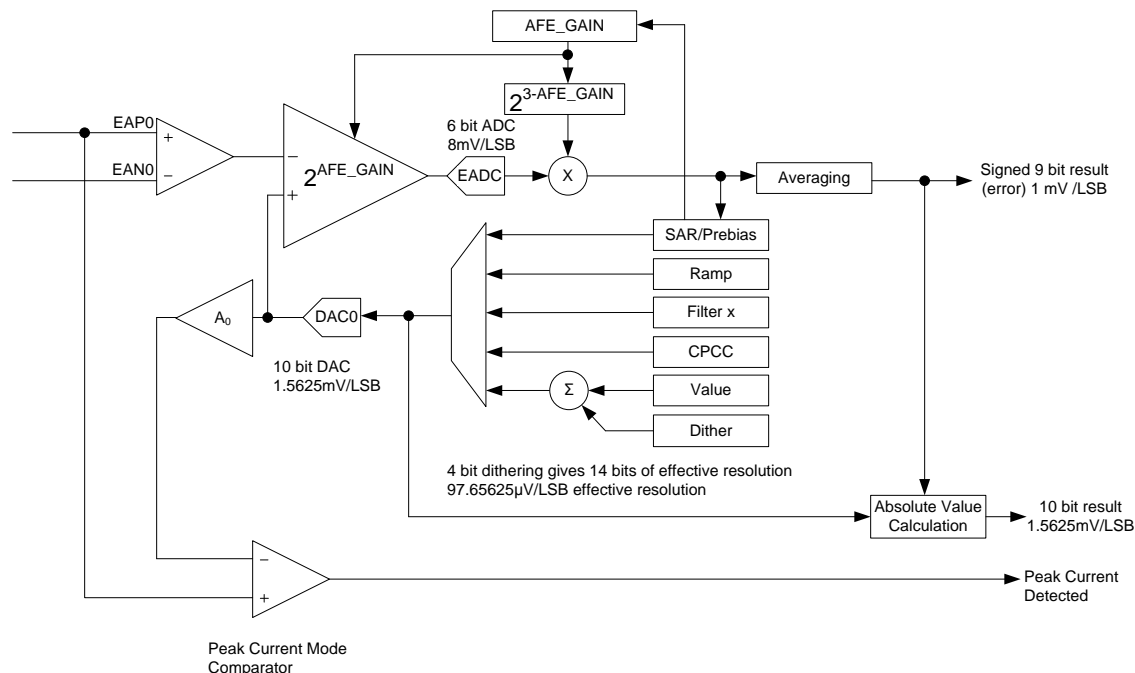 AFE_GAIN
2^3-AFE_GAIN
EAP0
+
EAN0
−
−
2^AFE_GAIN
+
6 bit ADC
8mV/LSB
EADC
X
Averaging
Signed 9 bit result
(error) 1 mV /LSB
SAR/Prebias
Ramp
Filter x
CPCC
Value
Dither
Σ
A0
DAC0
10 bit DAC
1.5625mV/LSB
4 bit dithering gives 14 bits of effective resolution
97.65625μV/LSB effective resolution
Absolute Value
Calculation
10 bit result
1.5625mV/LSB
−
+
Peak Current
Detected
Peak Current Mode
Comparator